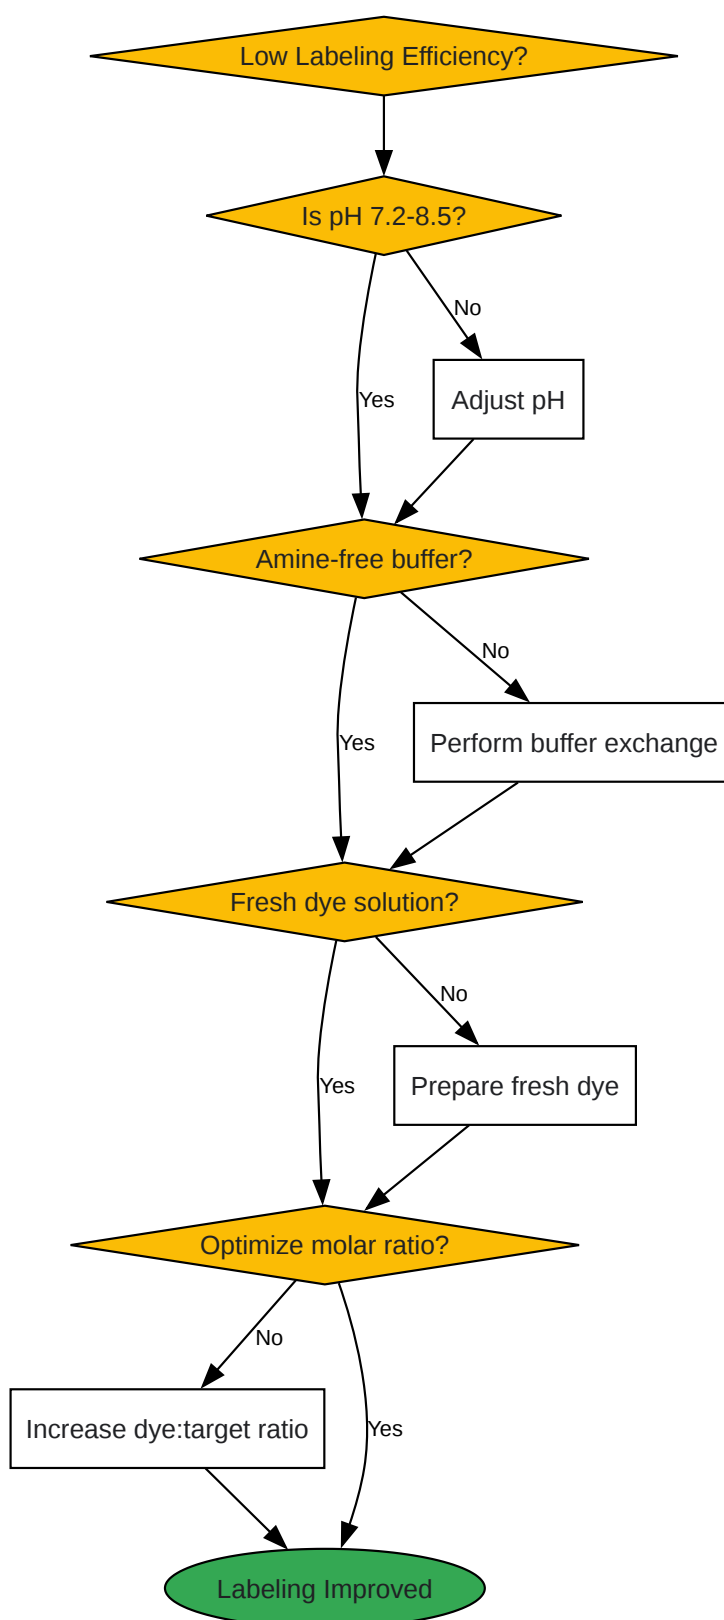 Low Labeling Efficiency?
Is pH 7.2-8.5?
No
Yes
Adjust pH
Amine-free buffer?
No
Yes
Perform buffer exchange
Fresh dye solution?
No
Yes
Prepare fresh dye
Optimize molar ratio?
No
Increase dye:target ratio
Yes
Labeling Improved